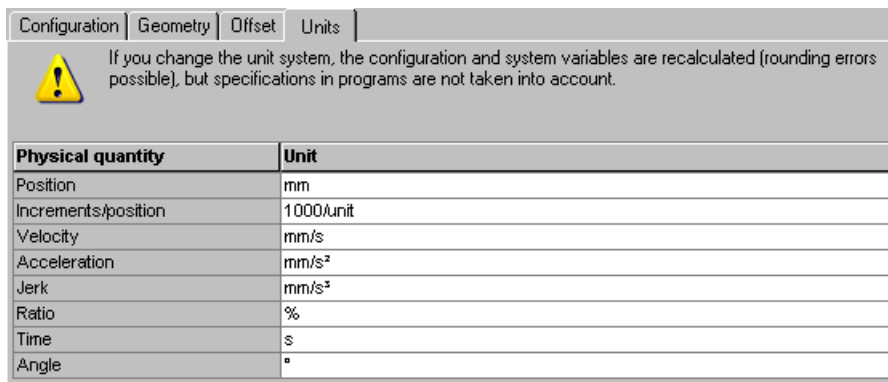 Configuration Geometry Offset Units
If you change the unit system, the configuration and system variables are recalculated (rounding errors
possible), but specifications in programs are not taken into account.
Physical quantity Unit
Position mm
Increments/position 1000/unit
Velocity mm/s
Acceleration mm/s²
Jerk mm/s³
Ratio %
Time s
Angle °